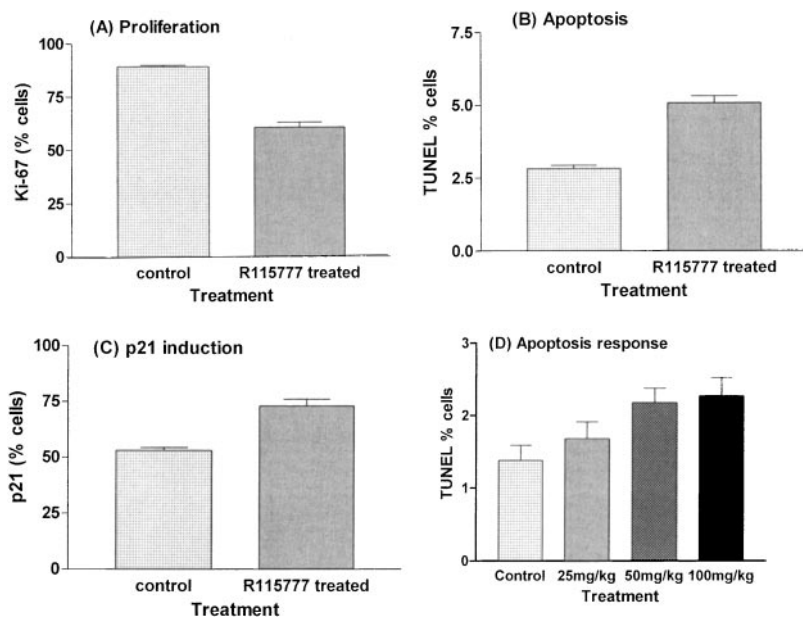 (A) Proliferation
100
75
50
25
0
Ki-67 (% cells)
control
R115777 treated
Treatment
(B) Apoptosis
7.5
5.0
2.5
0.0
TUNEL % cells
control
R115777 treated
Treatment
(C) p21 induction
100
75
50
25
0
p21 (% cells)
control
R115777 treated
Treatment
(D) Apoptosis response
3
2
1
0
TUNEL % cells
Control
25mg/kg
50mg/kg
100mg/kg
Treatment